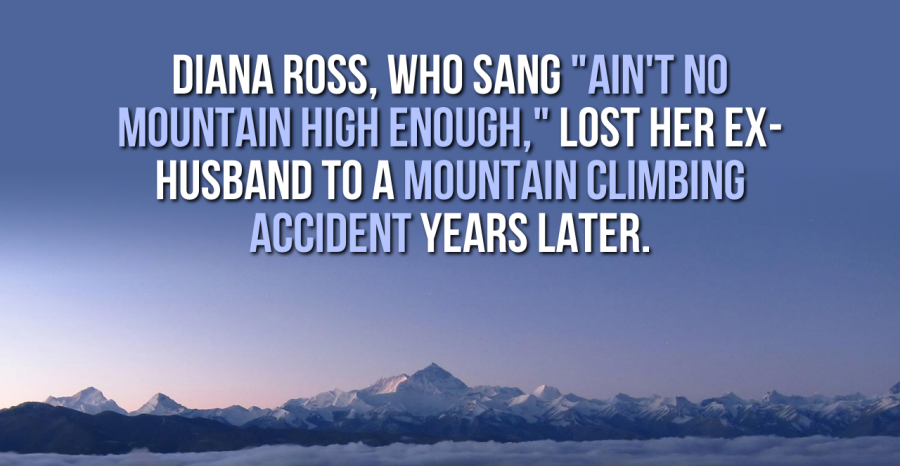 DIANA ROSS, WHO SANG "AIN'T NO
MOUNTAIN HIGH ENOUGH," LOST HER EX-
HUSBAND TO A MOUNTAIN CLIMBING
ACCIDENT YEARS LATER.